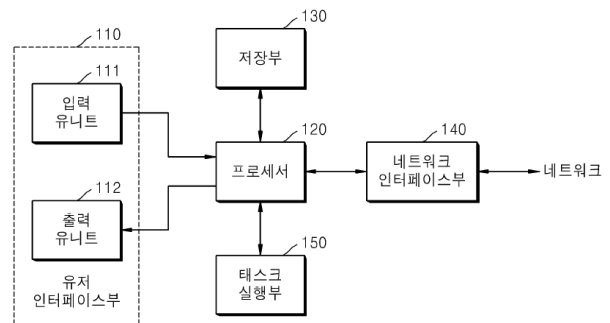 110
111
입력
유니트
112
출력
유니트
유저
인터페이스부
130
저장부
120
프로세서
140
네트워크
인터페이스부
네트워크
150
태스크
실행부